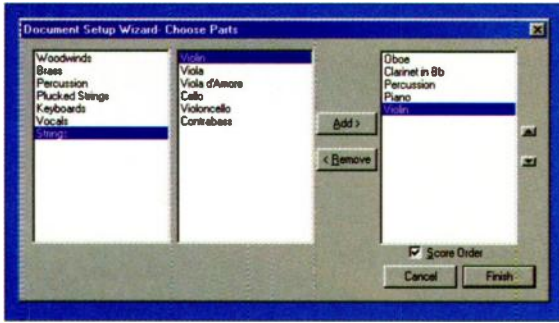 Document Setup Wizard- Choose Parts
Woodwinds
Brass
Percussion
Plucked Strings
Keyboards
Vocals
Strings
Violin
Viola
Viola d'Amore
Cello
Violoncello
Contrabass
Add >
< Remove
Oboe
Clarinet in Bb
Percussion
Piano
Violin
Score Order
Cancel
Finish